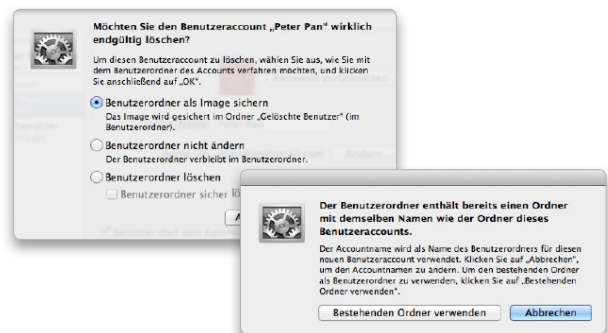 Möchten Sie den Benutzeraccount „Peter Pan“ wirklich
endgültig löschen?
Um diesen Benutzeraccount zu löschen, wählen Sie aus, wie Sie mit
dem Benutzerordner des Accounts verfahren möchten, und klicken
Sie anschließend auf „OK“.
Benutzerordner als Image sichern
Das Image wird gesichert im Ordner „Gelöschte Benutzer“ (im
Benutzerordner).
Benutzerordner nicht ändern
Der Benutzerordner verbleibt im Benutzerordner.
Benutzerordner löschen
Benutzerordner sicher lö
A
Der Benutzerordner enthält bereits einen Ordner
mit demselben Namen wie der Ordner dieses
Benutzeraccounts.
Der Accountname wird als Name des Benutzerordners für diesen
neuen Benutzeraccount verwendet. Klicken Sie auf „Abbrechen“,
um den Accountnamen zu ändern. Um den bestehenden Ordner
als Benutzerordner zu verwenden, klicken Sie auf „Bestehenden
Ordner verwenden“.
Bestehenden Ordner verwenden Abbrechen